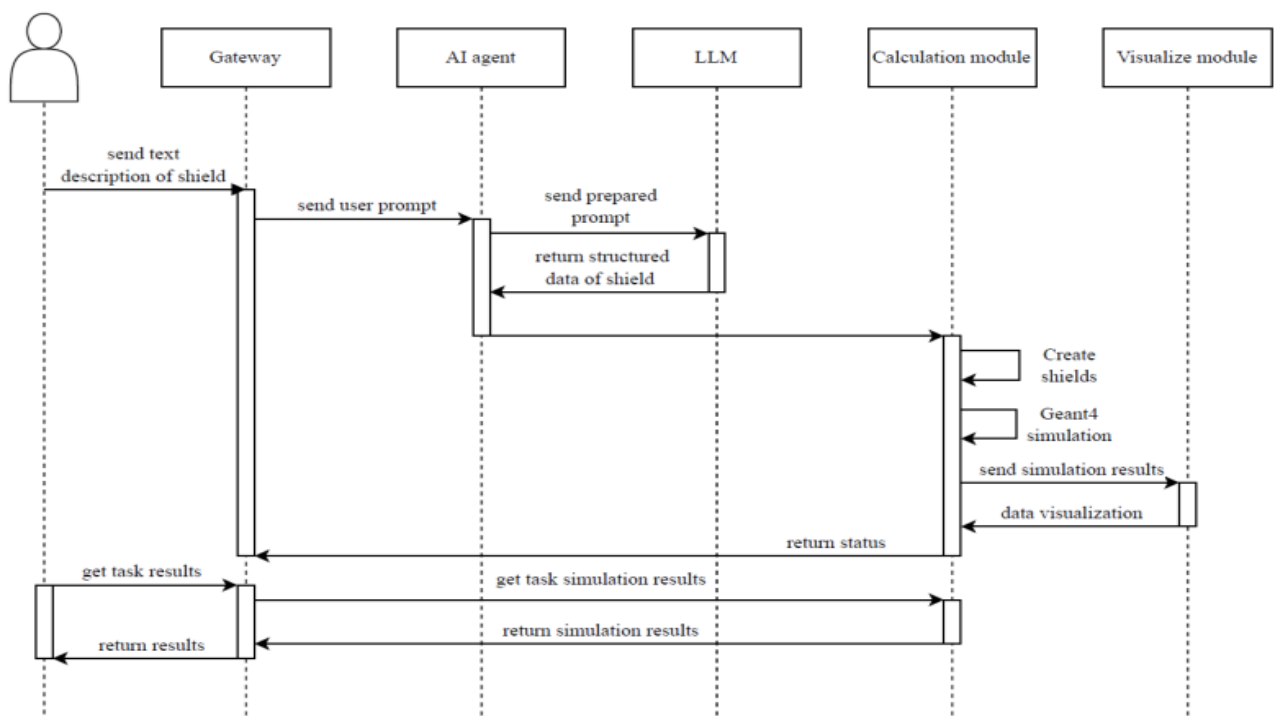 Gateway
AI agent
LLM
Calculation module
Visualize module
send text
description of shield
send user prompt
send prepared
prompt
return structured
data of shield
Create
shields
Geant4
simulation
send simulation results
data visualization
return status
get task results
get task simulation results
return simulation results
return results